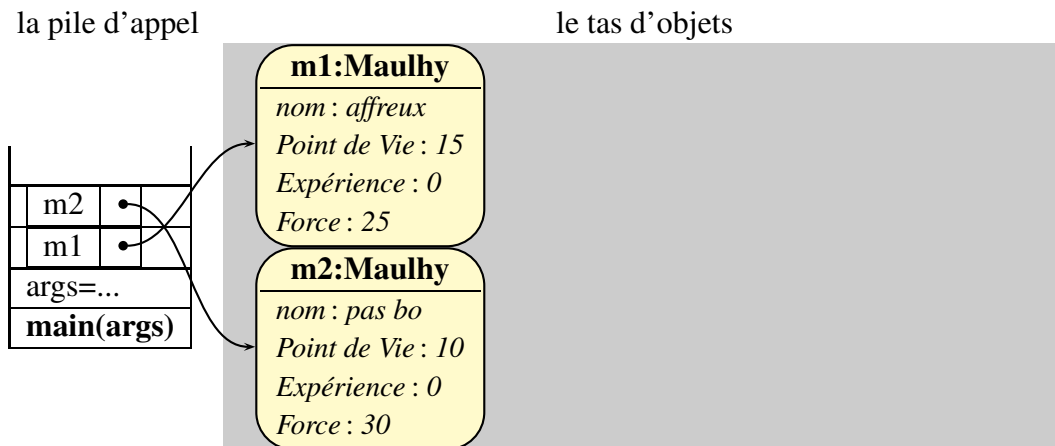 la pile d'appel
le tas d'objets
m1:Maulhy
nom : affreux
Point de Vie : 15
Expérience : 0
Force : 25
m2
m1
args=...
main(args)
m2:Maulhy
nom : pas bo
Point de Vie : 10
Expérience : 0
Force : 30